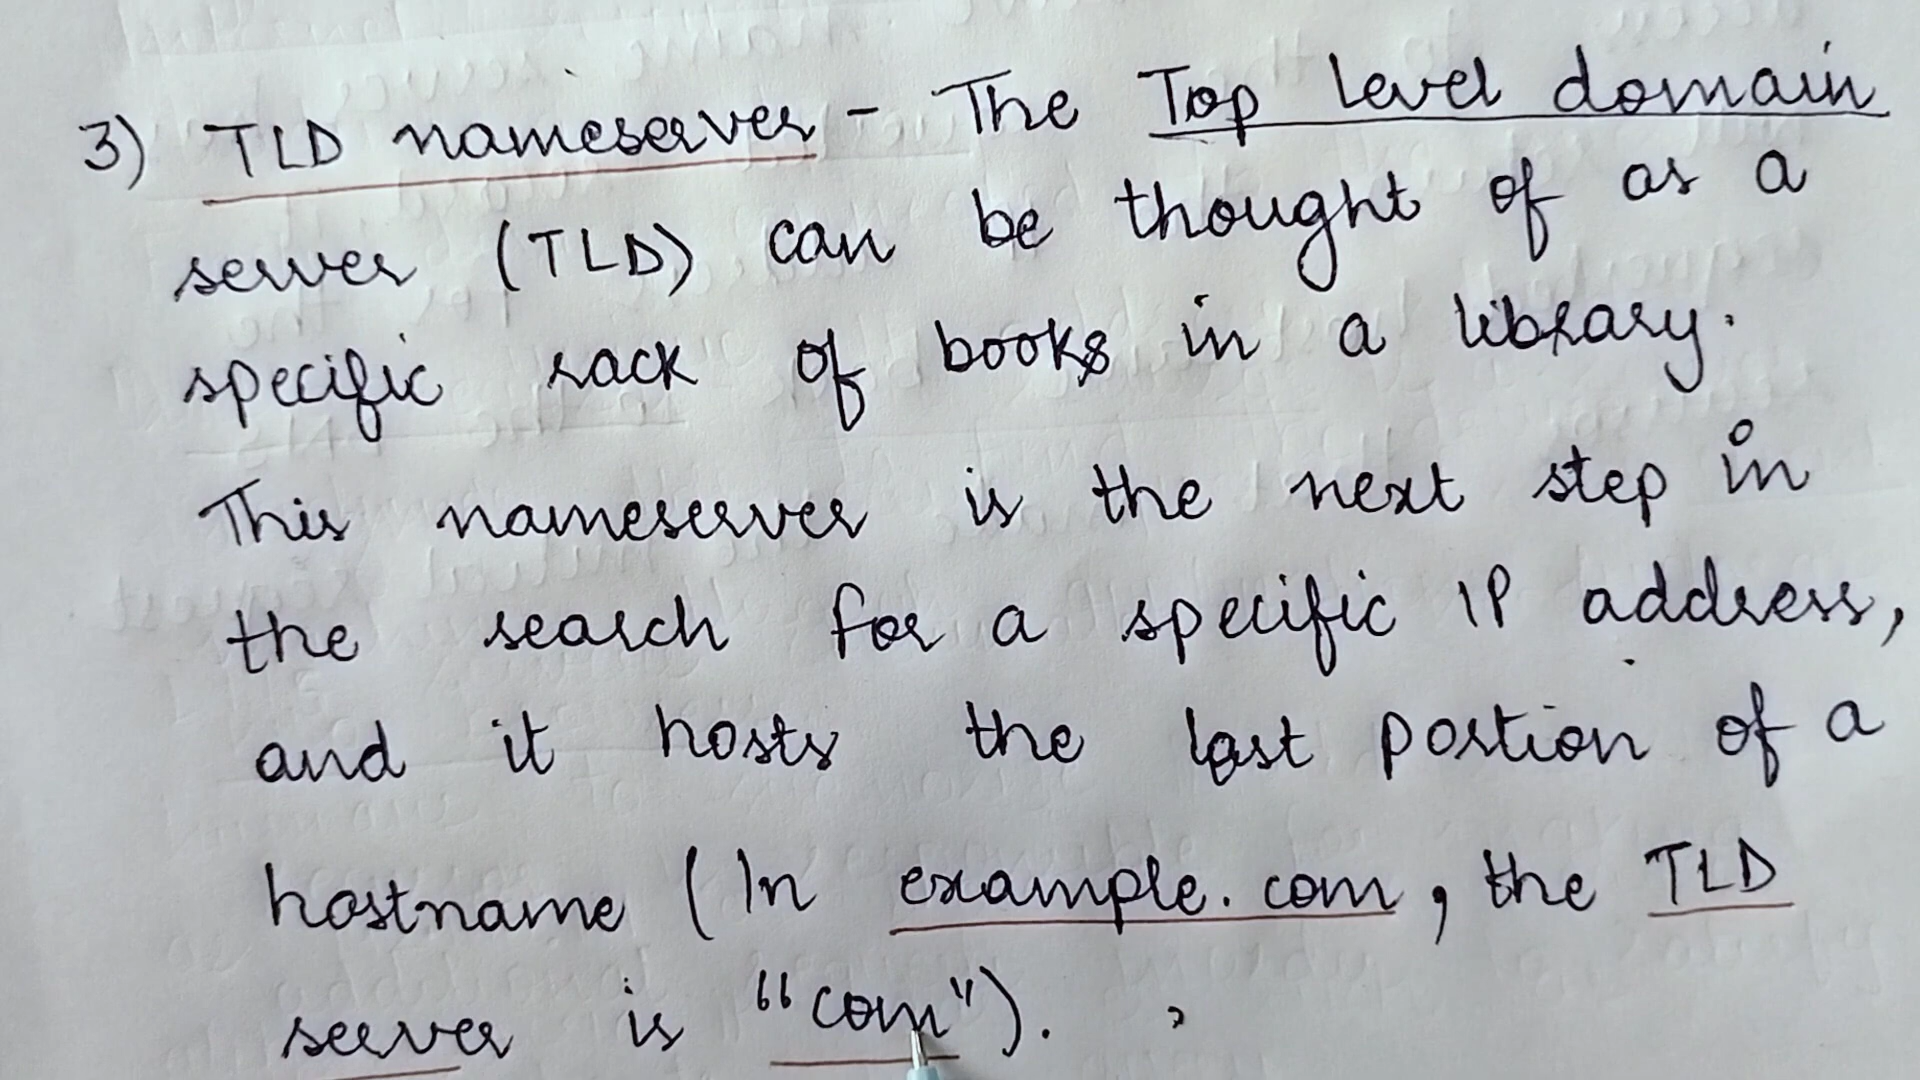 3) TLD nameserver - The Top Level domain
server (TLD) can be thought of as a
specific rack of books in a library.
This nameserver is the next step in
the search for a specific IP address,
and it hosts the last portion of a
hostname (In example.com, the TLD
server is "com").